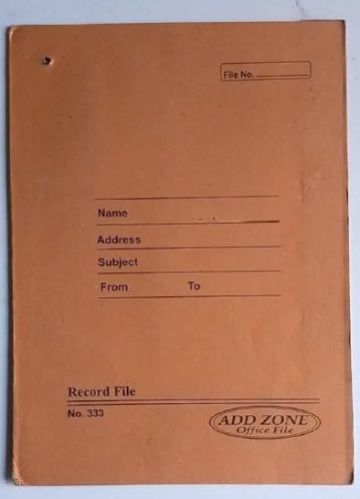 File No.
Name
Address
Subject
From To
Record File
No. 333
ADD ZONE
Office File